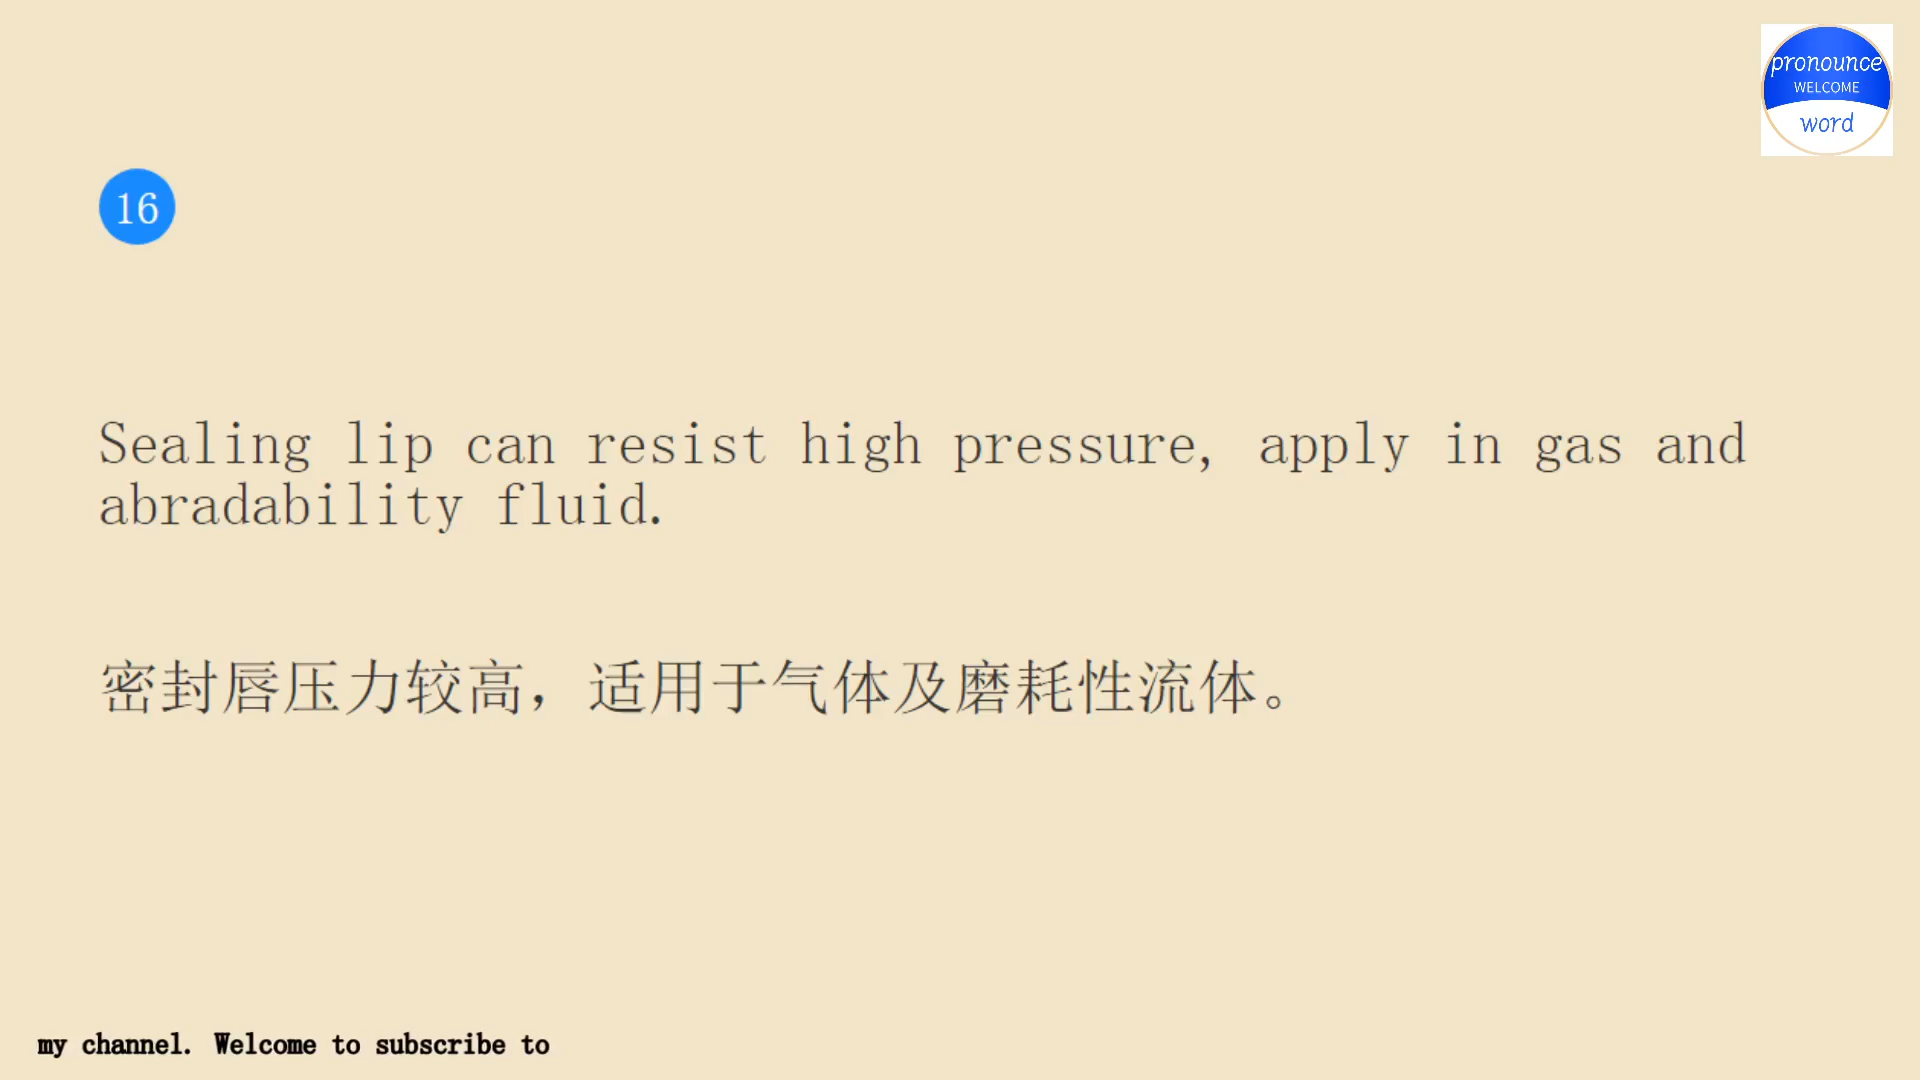 pronounce
WELCOME
word
16
Sealing lip can resist high pressure, apply in gas and
abradability fluid.
密封唇压力较高，适用于气体及磨耗性流体。
my channel. Welcome to subscribe to